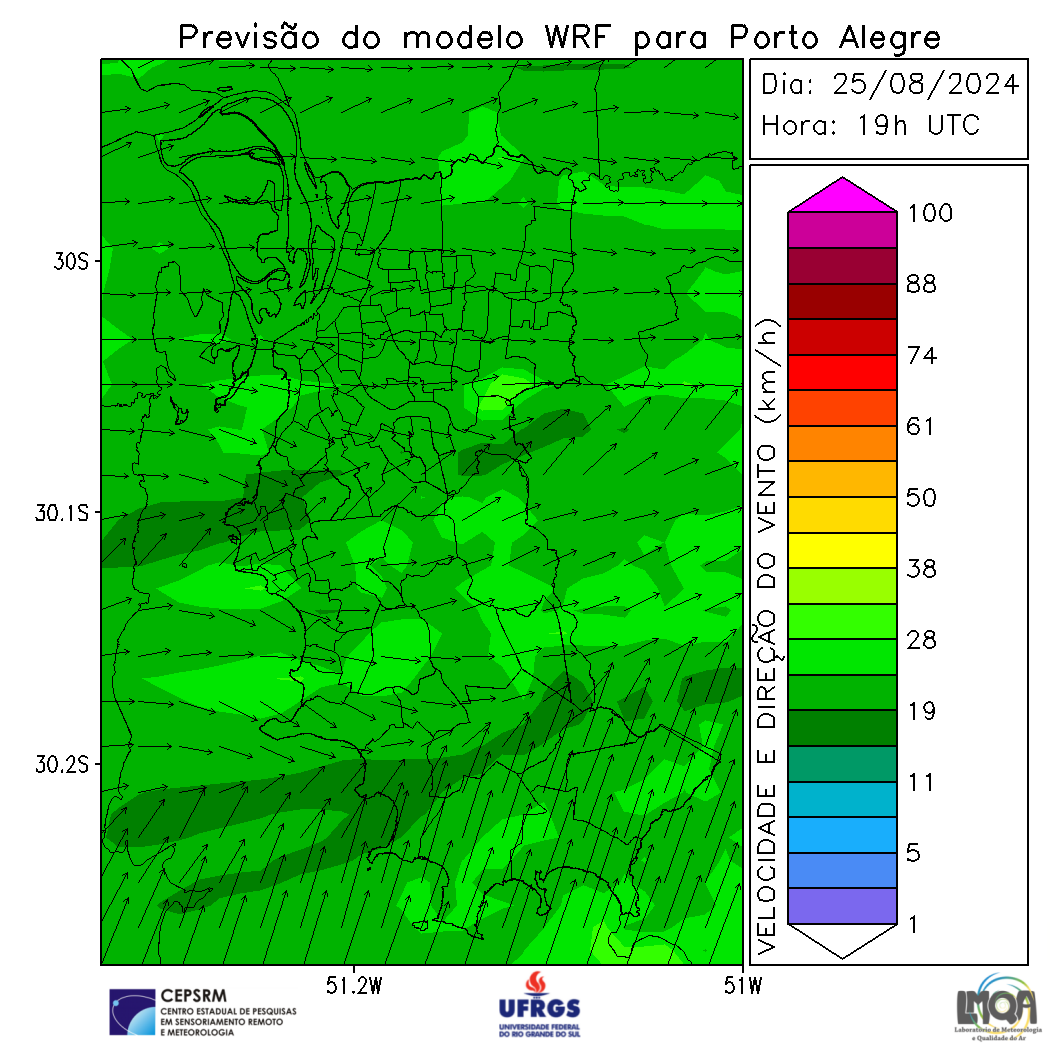 Previsão do modelo WRF para Porto Alegre
Dia: 25/08/2024
Hora: 19h UTC
30S
30.1S
30.2S
51.2W
51W
VELOCIDADE E DIREÇÃO DO VENTO (km/h)
100
88
74
61
50
38
28
19
11
5
1
CEPSRM
CENTRO ESTADUAL DE PESQUISAS
EM SENSORIAMENTO REMOTO
E METEOROLOGIA
UFRGS
UNIVERSIDADE FEDERAL
DO RIO GRANDE DO SUL
LMQA
Laboratório de Meteorologia
e Qualidade do Ar